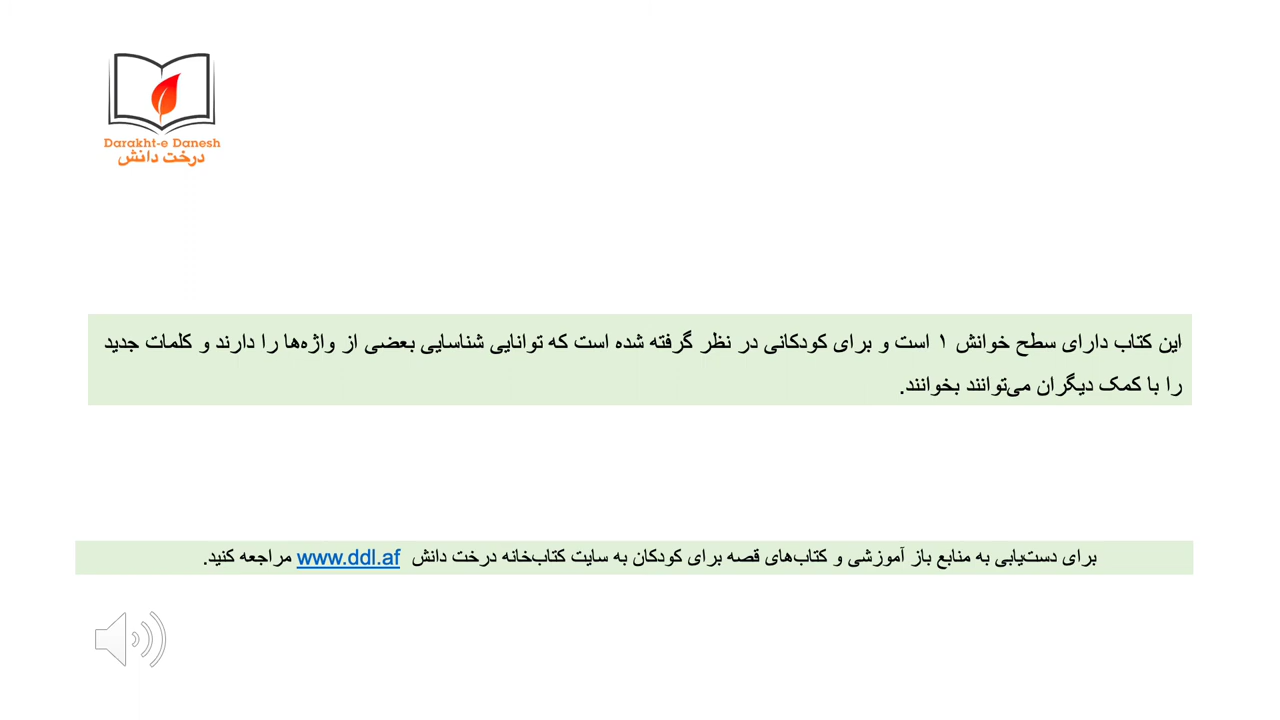 Darakht-e Danesh
درخت دانش
این کتاب دارای سطح خوانش ۱ است و برای کودکانی در نظر گرفته شده است که توانایی شناسایی بعضی از واژه‌ها را دارند و کلمات جدید
را با کمک دیگران می‌توانند بخوانند.
برای دست‌یابی به منابع باز آموزشی و کتاب‌های قصه برای کودکان به سایت کتاب‌خانه درخت دانش www.ddl.af مراجعه کنید.